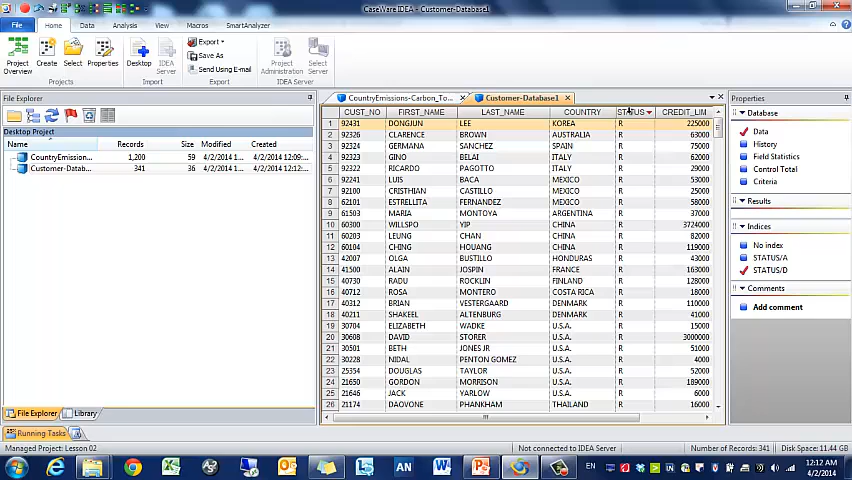 CaseWare IDEA - Customer-Database1
File Home Data Analysis View Macros SmartAnalyzer
Project Overview Create Select Properties Desktop IDEA Server Export Save As Send Using E-mail Project Administration Select Server
Projects Import Export IDEA Server
File Explorer
Desktop Project
Name Records Size Modified Created
CountryEmission... 1,200 59 4/2/2014 1... 4/2/2014 12:09:...
Customer-Datab... 341 36 4/2/2014 1... 4/2/2014 12:12:...
File Explorer Library
Running Tasks
CountryEmissions-Carbon_To... Customer-Database1
CUST_NO FIRST_NAME LAST_NAME COUNTRY STATUS CREDIT_LIM
1 92431 DONGJUN LEE KOREA R 225000
2 92326 CLARENCE BROWN AUSTRALIA R 63000
3 92324 GERMANA SANCHEZ SPAIN R 75000
4 92323 GINO BELAI ITALY R 62000
5 92322 RICARDO PAGOTTO ITALY R 29000
6 92241 LUIS BACA MEXICO R 53000
7 92100 CRISTHIAN CASTILLO MEXICO R 25000
8 62101 ESTRELLITA FERNANDES MEXICO R 58000
9 61503 MARIA MONTOYA ARGENTINA R 37000
10 60300 WILLSPO YIP CHINA R 3724000
11 60203 LEUNG CHAN CHINA R 82000
12 60104 CHING HOUANG CHINA R 119000
13 42007 OLGA BUSTILLO HONDURAS R 43000
14 41500 ALAIN JOSPIN FRANCE R 163000
15 40730 RADU ROCKLIN FINLAND R 128000
16 40712 ROSA MONTERO COSTA RICA R 18000
17 40312 BRIAN VESTERGAARD DENMARK R 110000
18 40211 SHAKEEL ALTENBURG DENMARK R 41000
19 30704 ELIZABETH WADKE U.S.A. R 15000
20 30608 DAVID STORER U.S.A. R 3000000
21 30501 BETH JONES JR U.S.A. R 51000
22 30228 NIDAL PENTON GOMEZ U.S.A. R 4000
23 25354 DOUGLAS TAYLOR U.S.A. R 23000
24 21650 GORDON MORRISON U.S.A. R 189000
25 21646 JACK YARLOW U.S.A. R 6000
26 21174 DAOVONE PHANKHAM THAILAND R 16000
Properties
Database
Data
History
Field Statistics
Control Total
Criteria
Results
Indices
No index
STATUS/A
STATUS/D
Comments
Add comment
Managed Project: Lesson 02 Not connected to IDEA Server Number of Records: 341 Disk Space: 11.44 GB
AN W EN 12:12 AM
4/2/2014